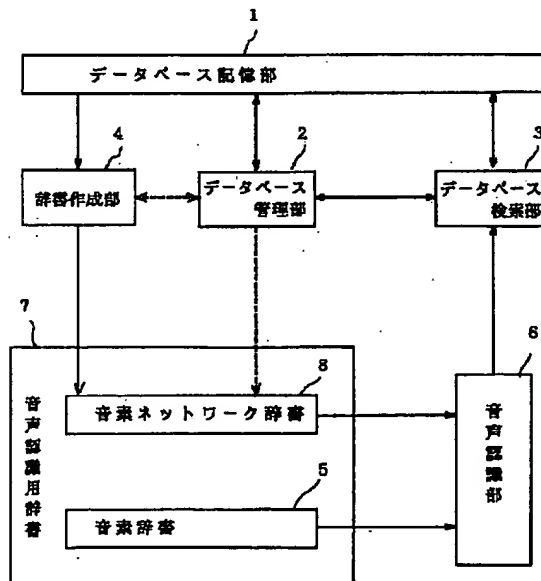 1
データベース記憶部
4
2
3
辞書作成部
データベース
管理部
データベース
検索部
7
8
6
音声認識用辞書
音素ネットワーク辞書
音声認識部
5
音素辞書